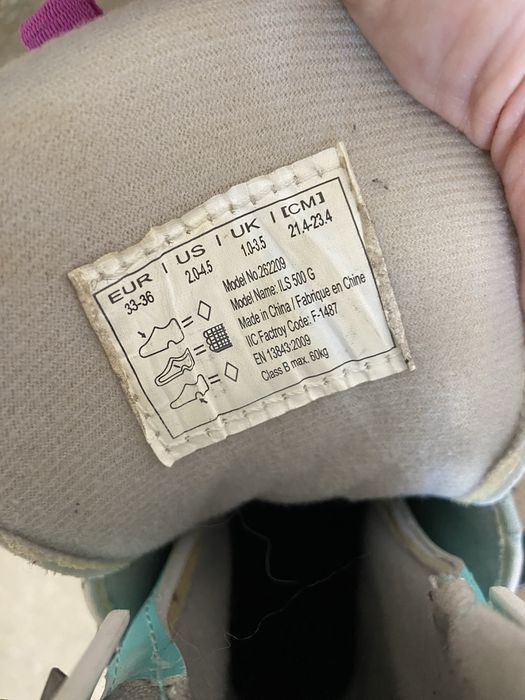 EUR | US | UK | [CM]
33-36 2.0-4.5 1.0-3.5 21.4-23.4
Model No.262209
Model Name: ILS 500 G
Made in China / Fabrique en Chine
IIC Factroy Code: F-1487
EN 13843:2009
Class B max. 60kg